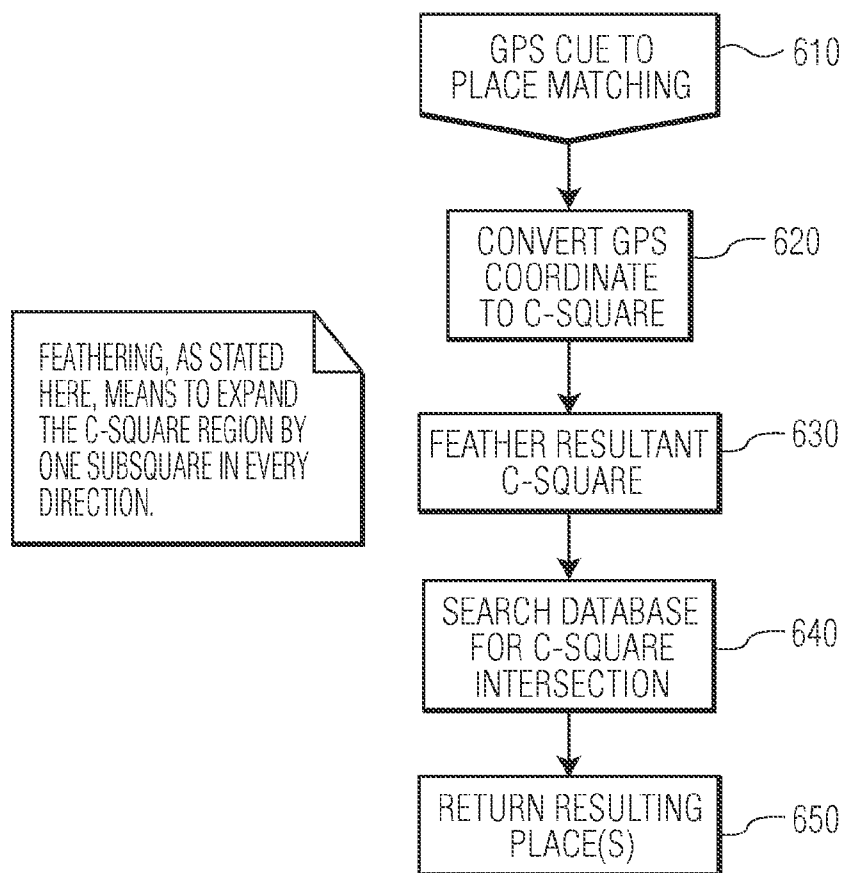 GPS CUE TO
PLACE MATCHING
610
CONVERT GPS
COORDINATE
TO C-SQUARE
620
FEATHERING, AS STATED
HERE, MEANS TO EXPAND
THE C-SQUARE REGION BY
ONE SUBSQUARE IN EVERY
DIRECTION.
FEATHER RESULTANT
C-SQUARE
630
SEARCH DATABASE
FOR C-SQUARE
INTERSECTION
640
RETURN RESULTING
PLACE(S)
650